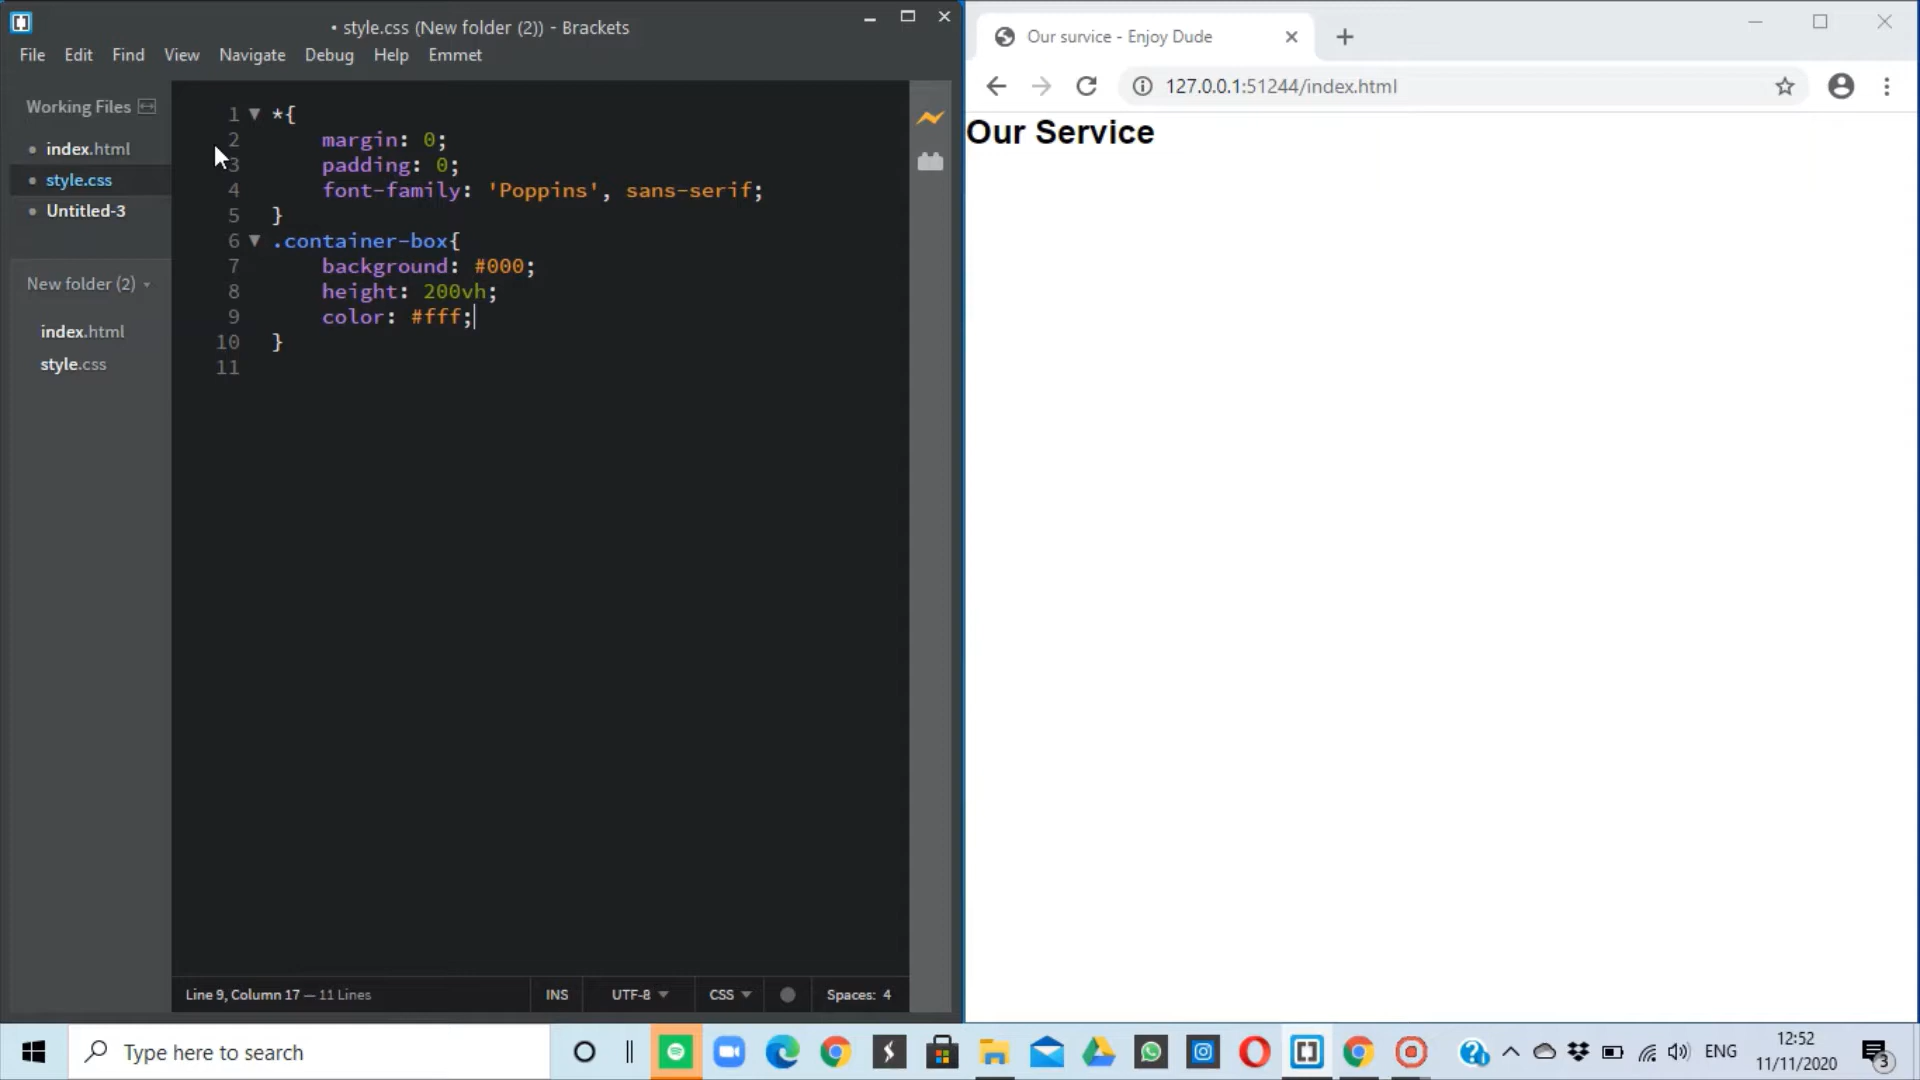 • style.css (New folder (2)) - Brackets
File Edit Find View Navigate Debug Help Emmet
Working Files
index.html
style.css
Untitled-3
New folder (2)
index.html
style.css
1 *{
2 margin: 0;
3 padding: 0;
4 font-family: 'Poppins', sans-serif;
5 }
6 .container-box{
7 background: #000;
8 height: 200vh;
9 color: #fff;
10 }
11
Line 9, Column 17 — 11 Lines
INS UTF-8 CSS Spaces: 4
Our survice - Enjoy Dude
127.0.0.1:51244/index.html
Our Service
Type here to search
ENG
12:52
11/11/2020
3